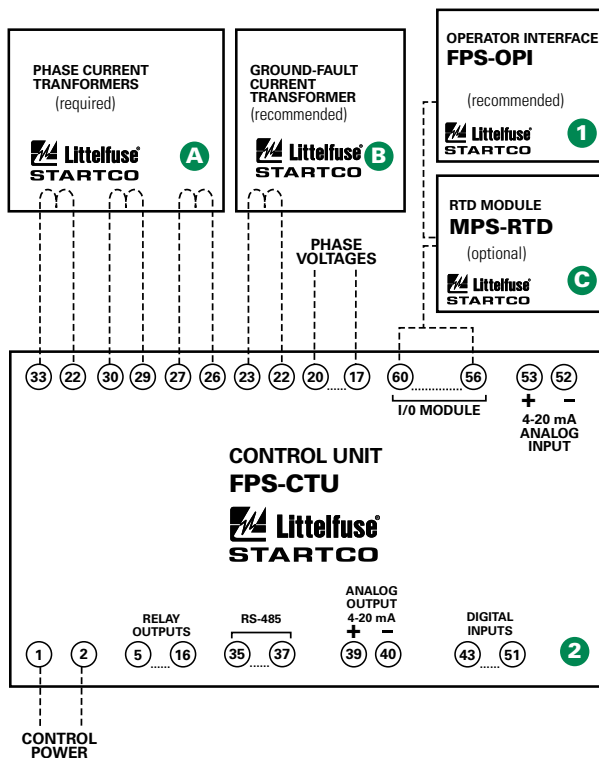 PHASE CURRENT
TRANFORMERS
(required)
Littelfuse®
STARTCO
A
GROUND-FAULT
CURRENT
TRANSFORMER
(recommended)
Littelfuse®
STARTCO
B
OPERATOR INTERFACE
FPS-OPI
(recommended)
Littelfuse®
STARTCO
1
RTD MODULE
MPS-RTD
(optional)
Littelfuse®
STARTCO
C
PHASE
VOLTAGES
33 22 30 29 27 26 23 22 20 ...... 17 60 ............. 56 53 52
I/0 MODULE
+ −
4-20 mA
ANALOG
INPUT
CONTROL UNIT
FPS-CTU
Littelfuse®
STARTCO
RELAY
OUTPUTS
RS-485
ANALOG
OUTPUT
4-20 mA
+ −
DIGITAL
INPUTS
1 2 5 ...... 16 35 ...... 37 39 40 43 ...... 51
2
CONTROL
POWER